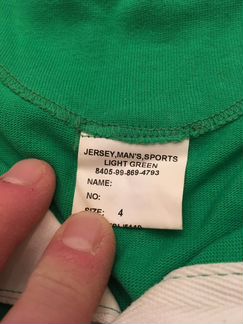 JERSEY,MAN'S,SPORTS
LIGHT GREEN
8405-99-869-4793
NAME:
NO:
SIZE: 4